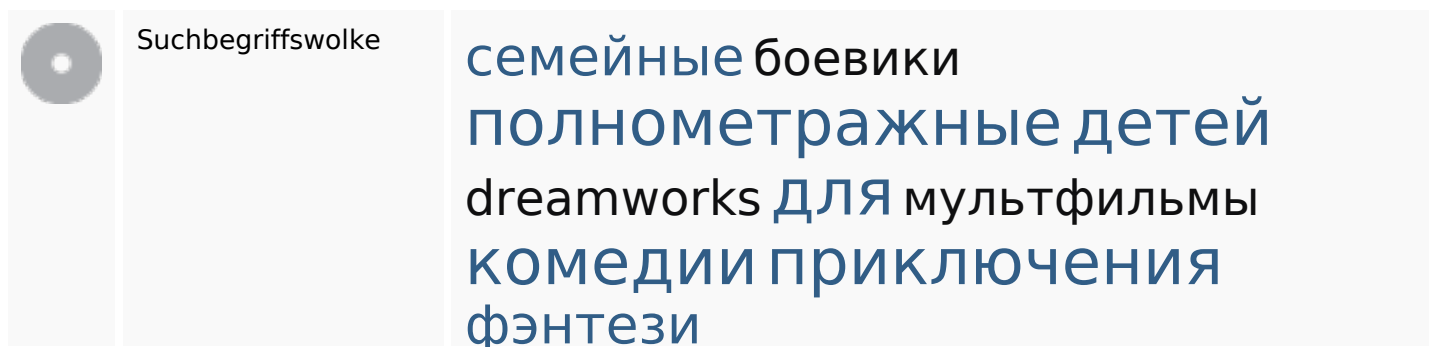 Suchbegriffswolke
семейные боевики
полнометражные детей
dreamworks для мультфильмы
комедии приключения
фэнтези